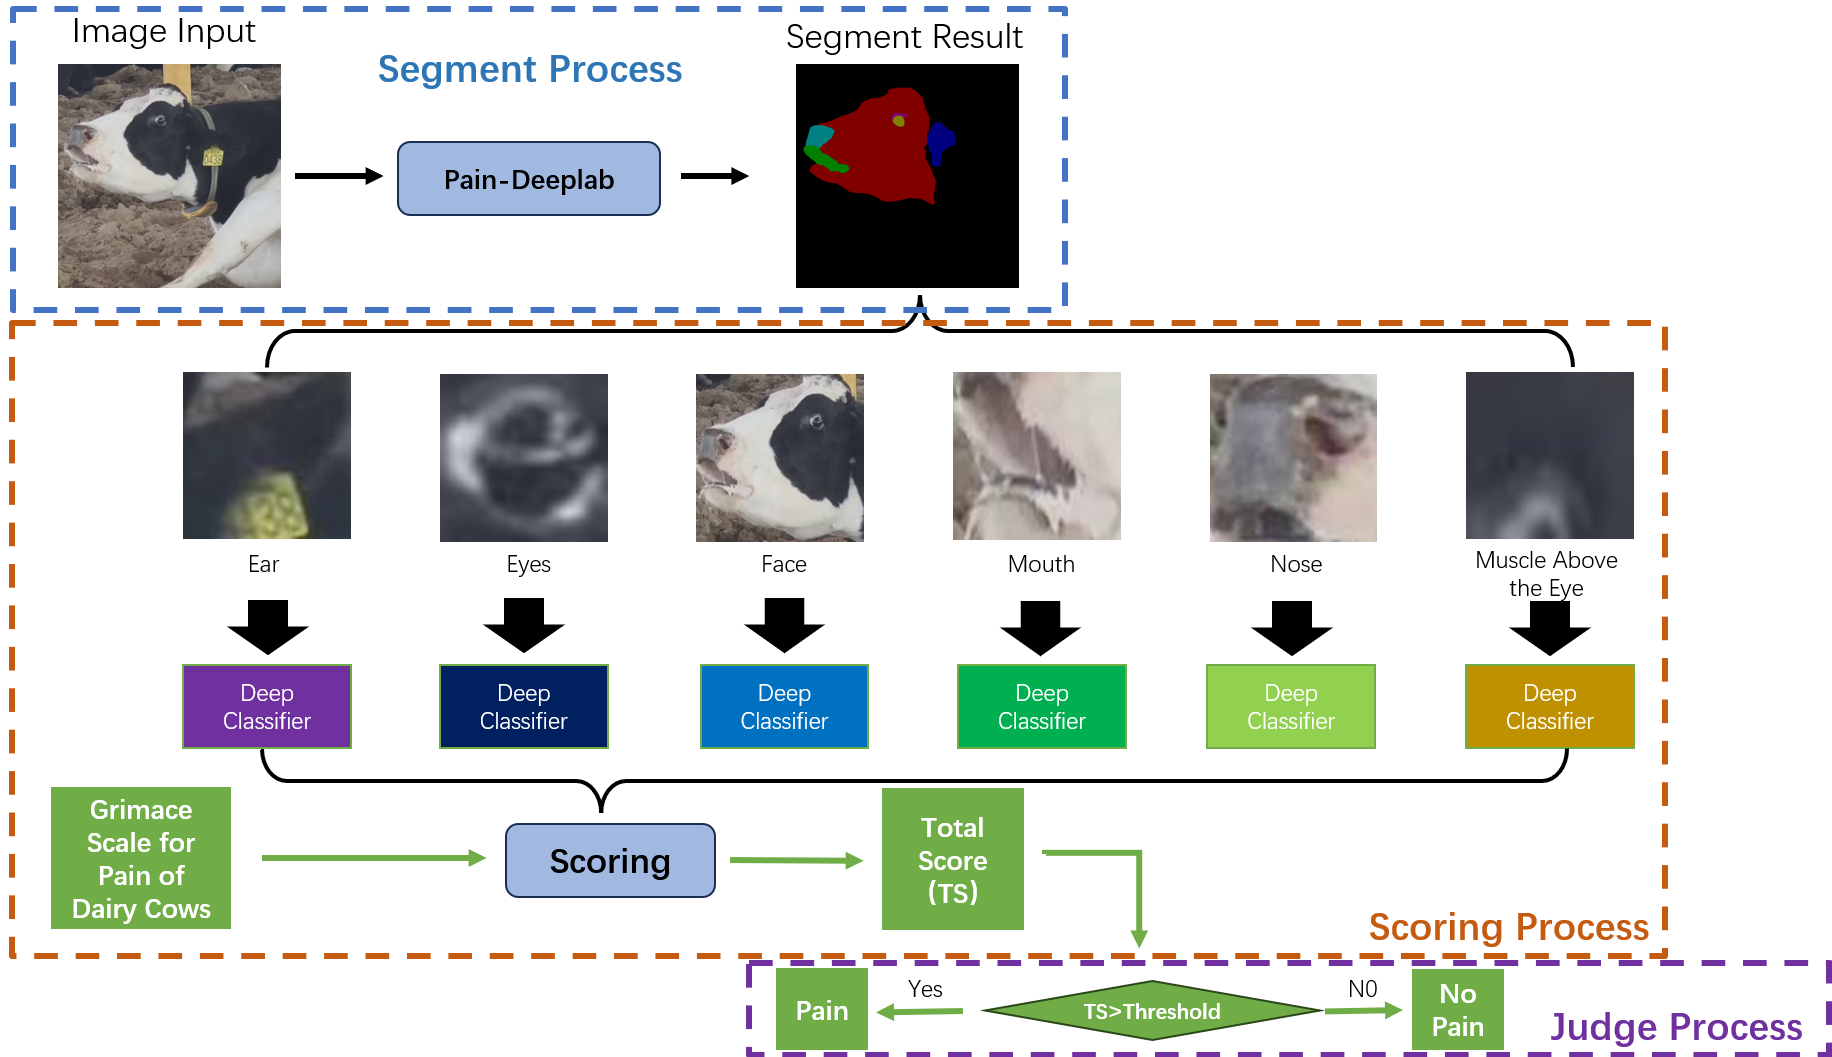 Image Input
Segment Process
Segment Result
Pain-Deeplab
Ear
Eyes
Face
Mouth
Nose
Muscle Above
the Eye
Deep
Classifier
Deep
Classifier
Deep
Classifier
Deep
Classifier
Deep
Classifier
Deep
Classifier
Grimace
Scale for
Pain of
Dairy Cows
Scoring
Total
Score
(TS)
Scoring Process
Pain
Yes
TS>Threshold
N0
No
Pain
Judge Process